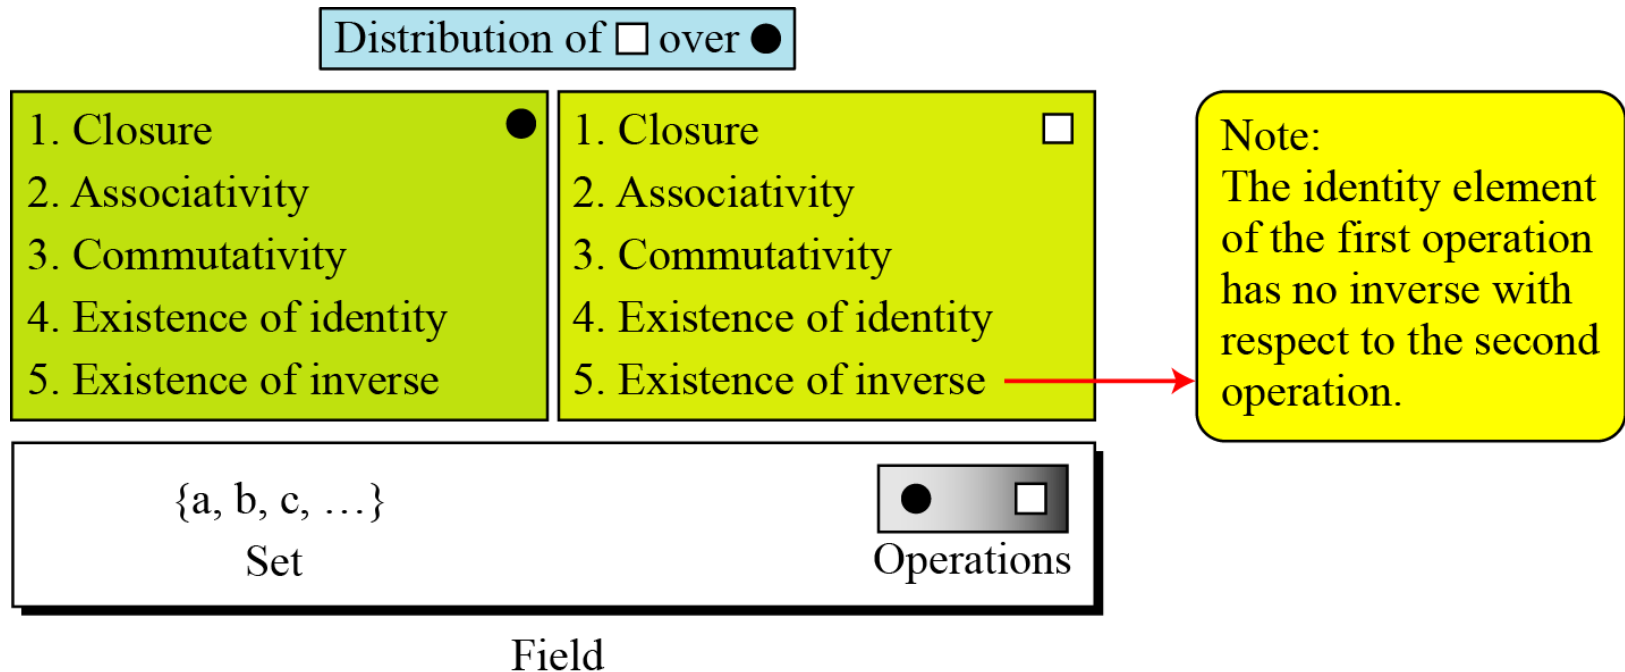 Distribution of □ over ●
1. Closure
2. Associativity
3. Commutativity
4. Existence of identity
5. Existence of inverse
1. Closure
2. Associativity
3. Commutativity
4. Existence of identity
5. Existence of inverse
Note:
The identity element
of the first operation
has no inverse with
respect to the second
operation.
{a, b, c, …}
Set
Operations
Field